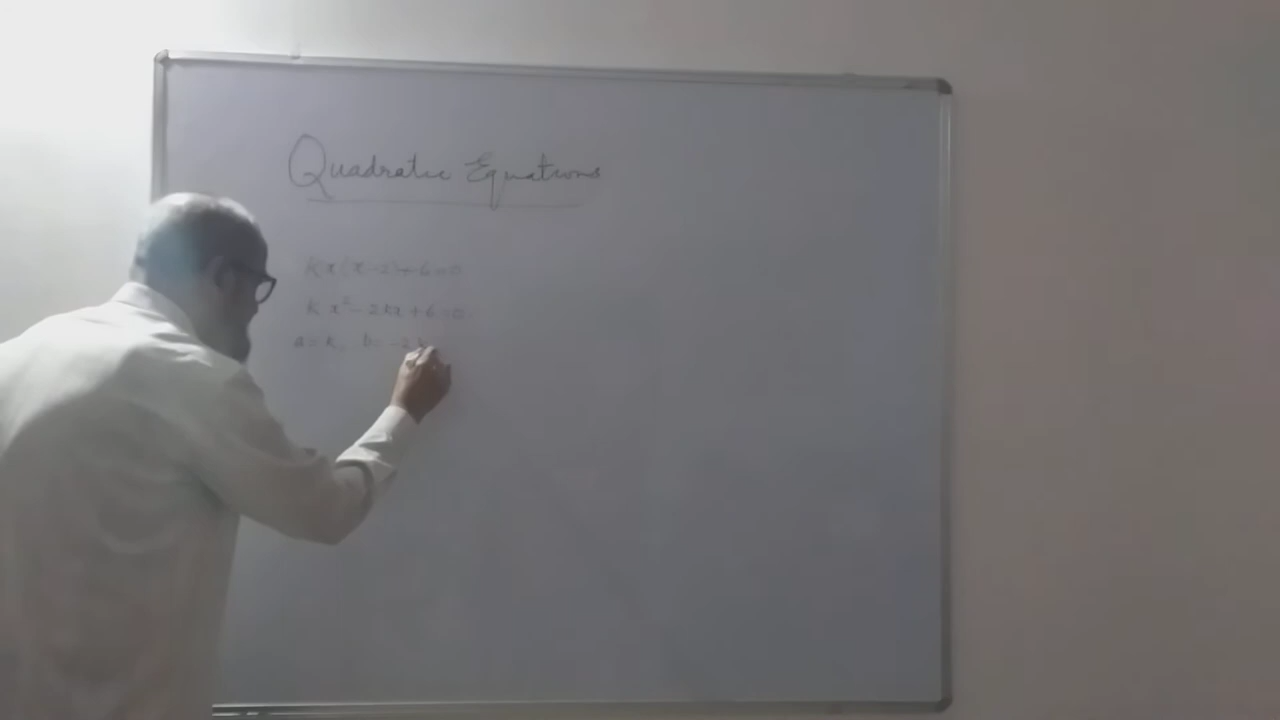 Quadratic Equations
kx(x-2)+6=0
kx²-2kx+6=0
a=k, b=-2k